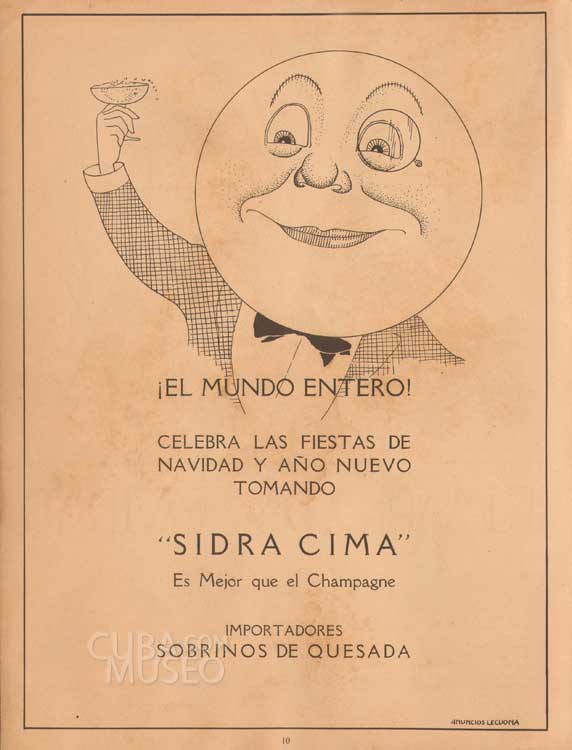 ¡EL MUNDO ENTERO!
CELEBRA LAS FIESTAS DE
NAVIDAD Y AÑO NUEVO
TOMANDO
"SIDRA CIMA"
Es Mejor que el Champagne
IMPORTADORES
SOBRINOS DE QUESADA
CUBA CON
MUSEO
ANUNCIOS LECUONA
10